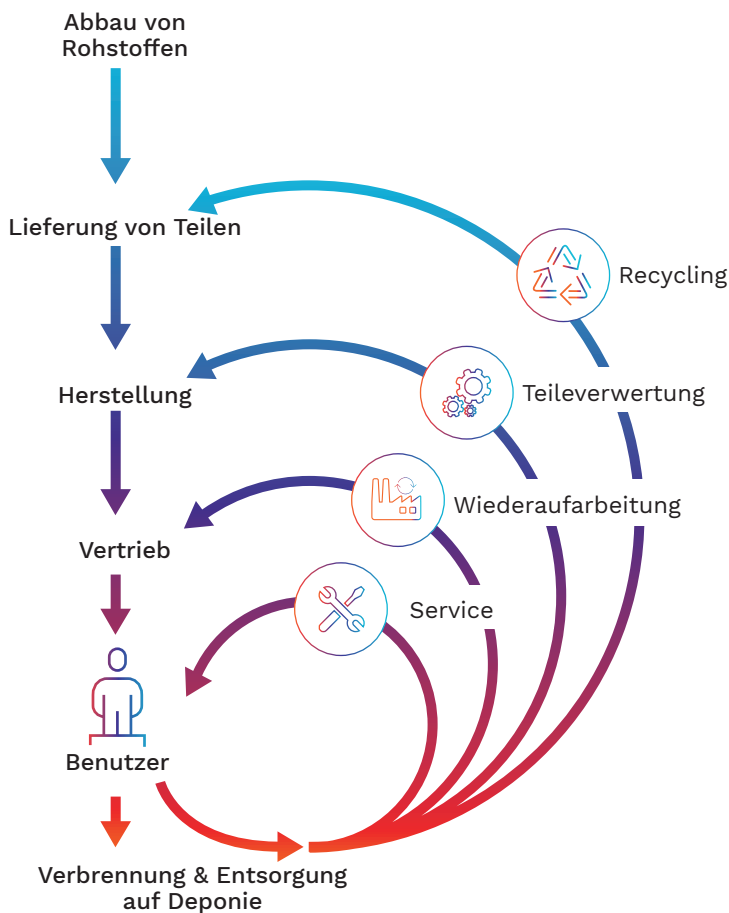 Abbau von
Rohstoffen
Lieferung von Teilen
Recycling
Herstellung
Teileverwertung
Wiederaufarbeitung
Vertrieb
Service
Benutzer
Verbrennung & Entsorgung
auf Deponie